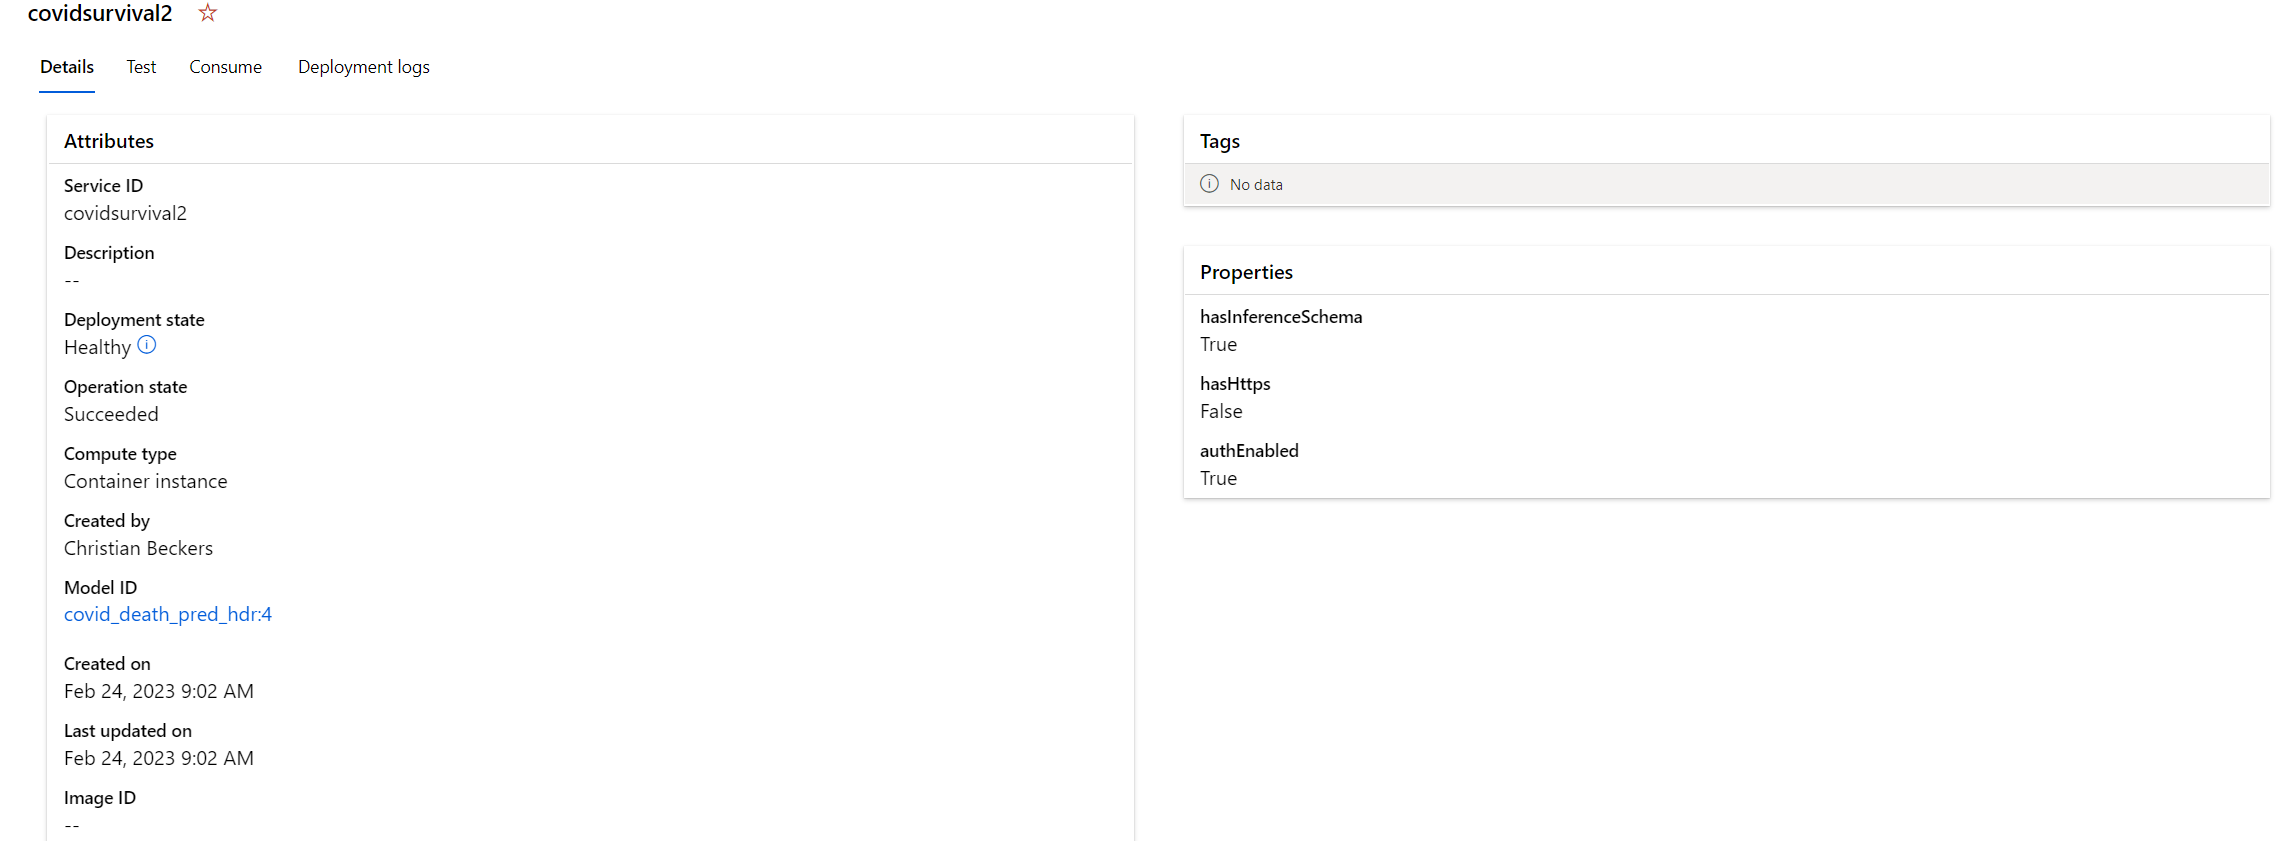 covidsurvival2
Details Test Consume Deployment logs
Attributes
Service ID
covidsurvival2
Description
--
Deployment state
Healthy
Operation state
Succeeded
Compute type
Container instance
Created by
Christian Beckers
Model ID
covid_death_pred_hdr:4
Created on
Feb 24, 2023 9:02 AM
Last updated on
Feb 24, 2023 9:02 AM
Image ID
--
Tags
No data
Properties
hasInferenceSchema
True
hasHttps
False
authEnabled
True